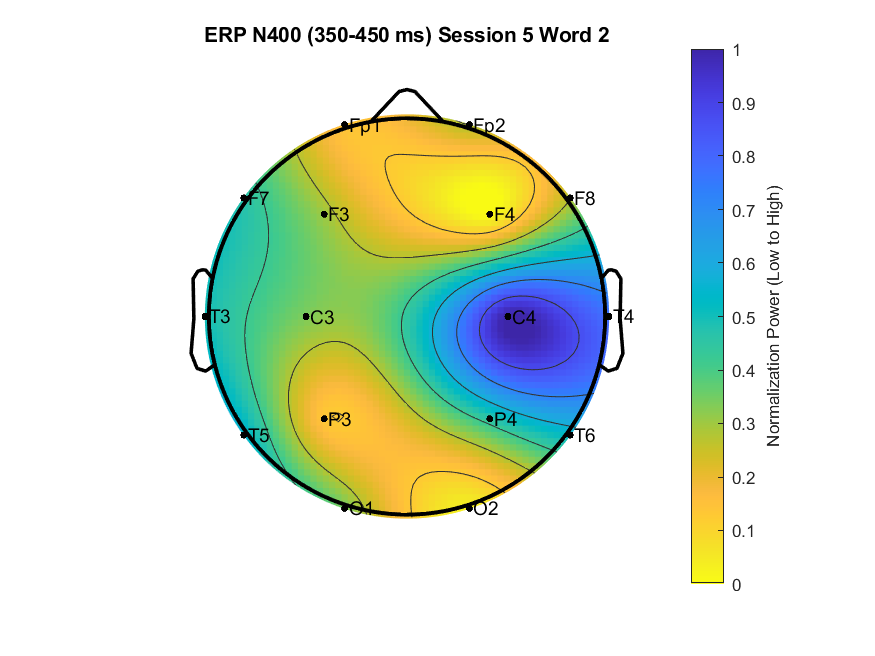 ERP N400 (350-450 ms) Session 5 Word 2
Fp1 Fp2
F7 F8
F3 F4
T3 C3 C4 T4
P3 P4
T5 T6
O1 O2
1
0.9
0.8
0.7
0.6
0.5
0.4
0.3
0.2
0.1
0
Normalization Power (Low to High)